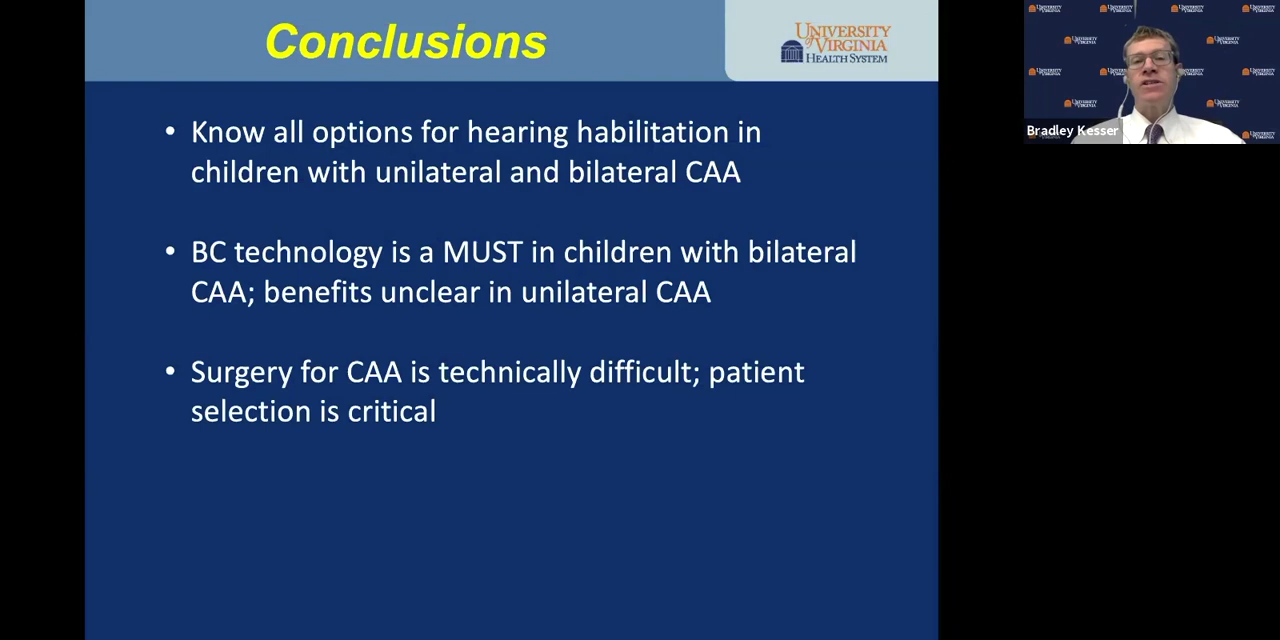 Conclusions
UNIVERSITY
of VIRGINIA
HEALTH SYSTEM
• Know all options for hearing habilitation in
children with unilateral and bilateral CAA
• BC technology is a MUST in children with bilateral
CAA; benefits unclear in unilateral CAA
• Surgery for CAA is technically difficult; patient
selection is critical
Bradley Kesser